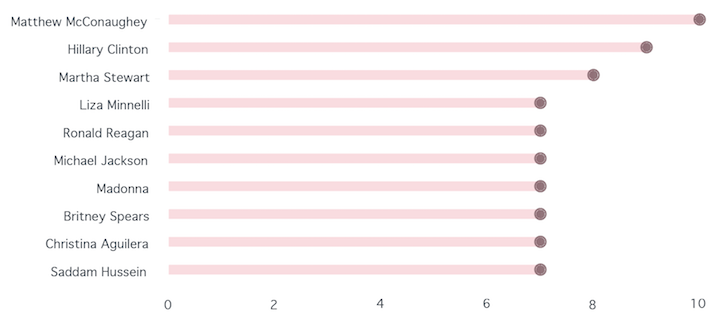 Matthew McConaughey
Hillary Clinton
Martha Stewart
Liza Minnelli
Ronald Reagan
Michael Jackson
Madonna
Britney Spears
Christina Aguilera
Saddam Hussein
0 2 4 6 8 10